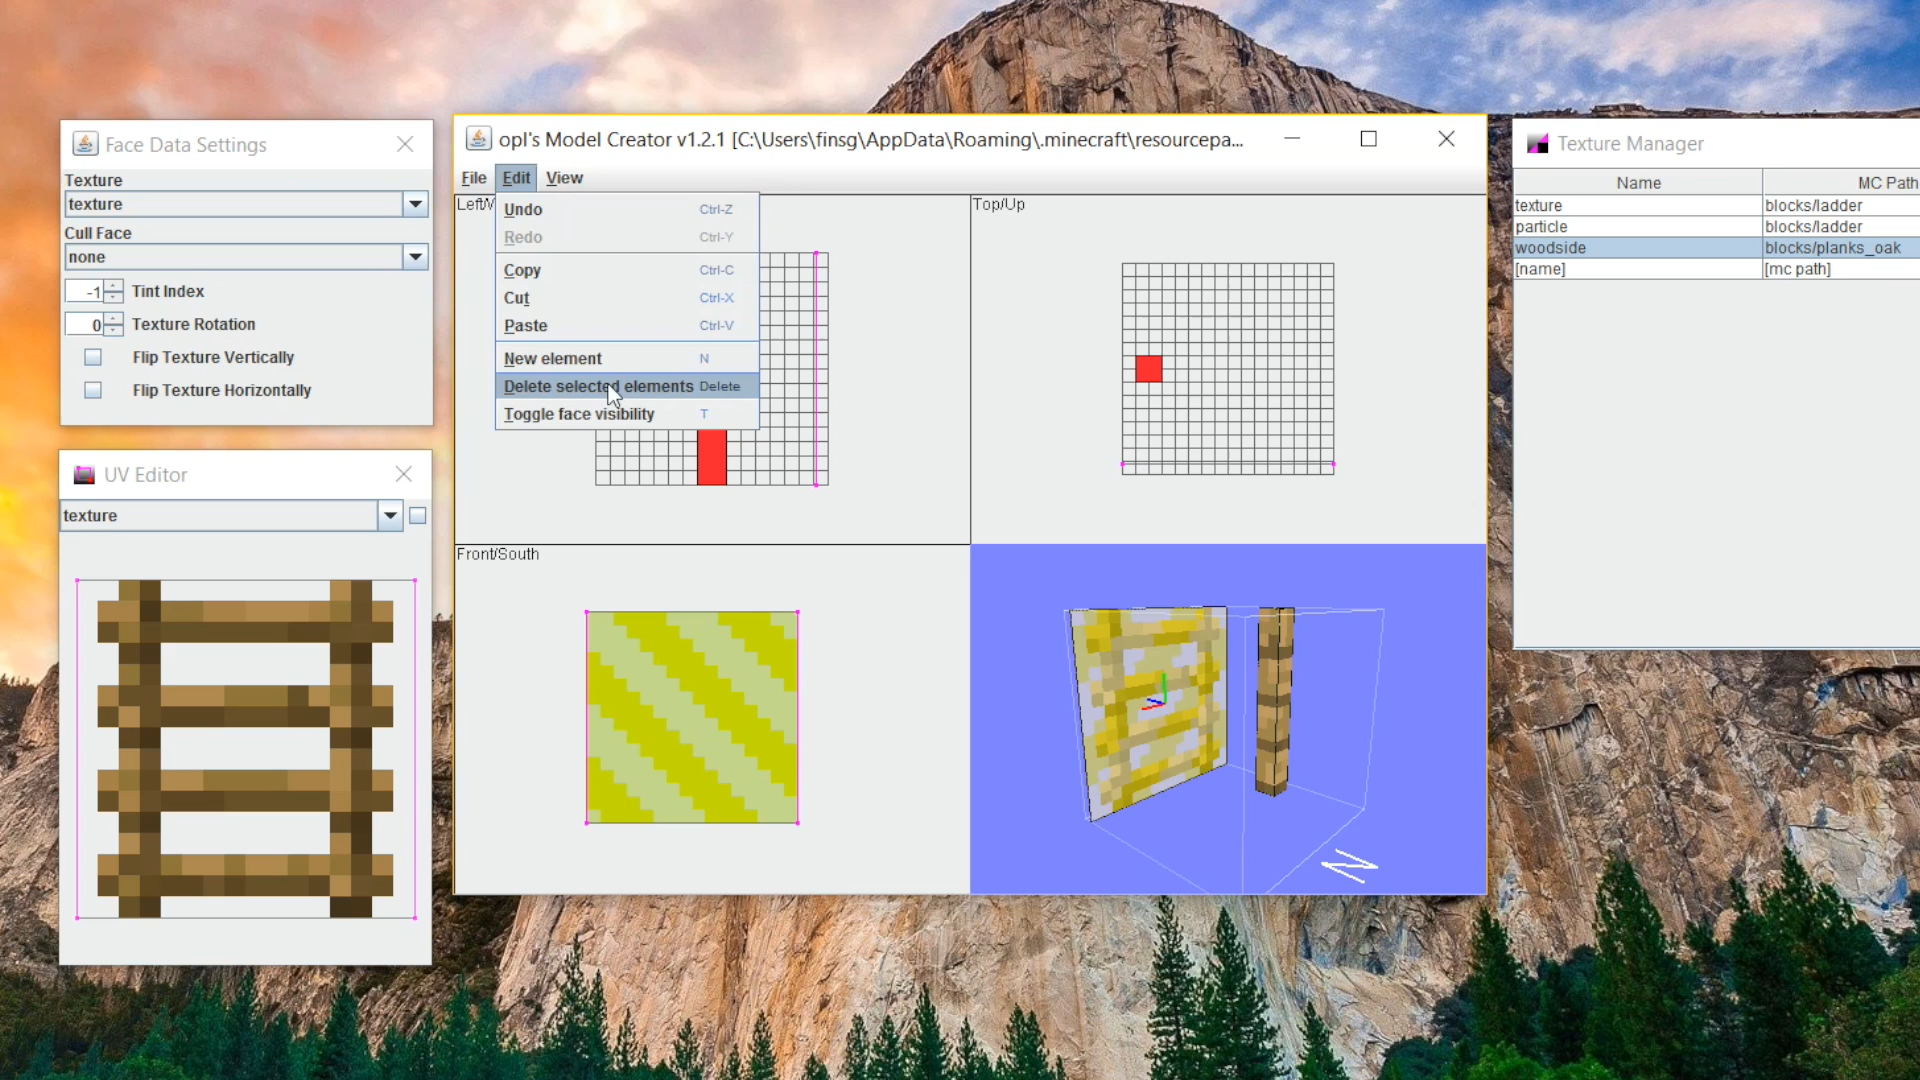 Face Data Settings
Texture
texture
Cull Face
none
-1 Tint Index
0 Texture Rotation
Flip Texture Vertically
Flip Texture Horizontally
UV Editor
texture
opl's Model Creator v1.2.1 [C:\Users\finsg\AppData\Roaming\.minecraft\resourcepa...
File Edit View
Undo Ctrl-Z
Redo Ctrl-Y
Copy Ctrl-C
Cut Ctrl-X
Paste Ctrl-V
New element N
Delete selected elements Delete
Toggle face visibility T
Top/Up
Front/South
N
Texture Manager
Name MC Path
texture blocks/ladder
particle blocks/ladder
woodside blocks/planks_oak
[name] [mc path]